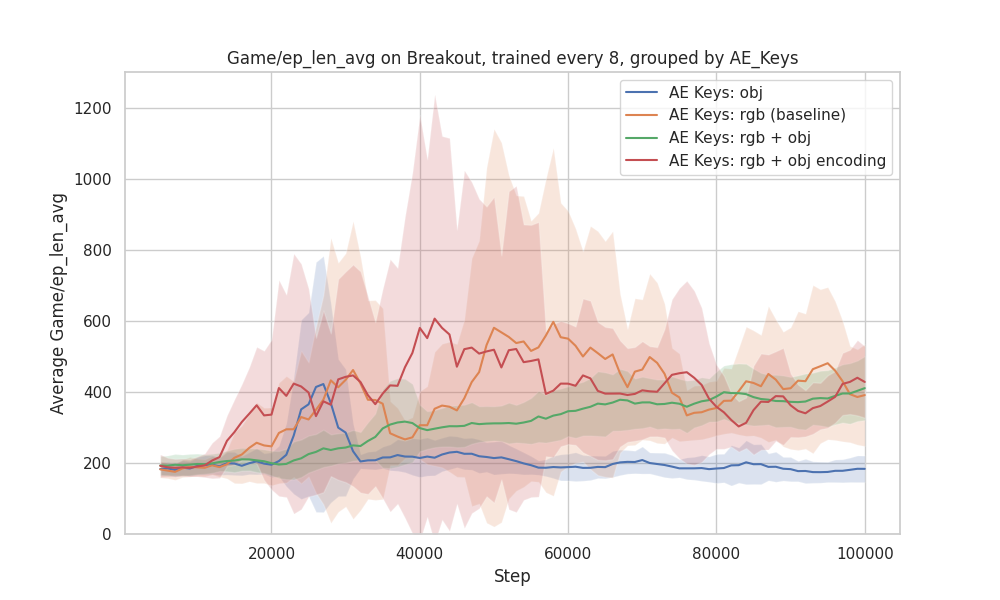 Game/ep_len_avg on Breakout, trained every 8, grouped by AE_Keys
AE Keys: obj
AE Keys: rgb (baseline)
AE Keys: rgb + obj
AE Keys: rgb + obj encoding
Average Game/ep_len_avg
1200
1000
800
600
400
200
0
20000 40000 60000 80000 100000
Step